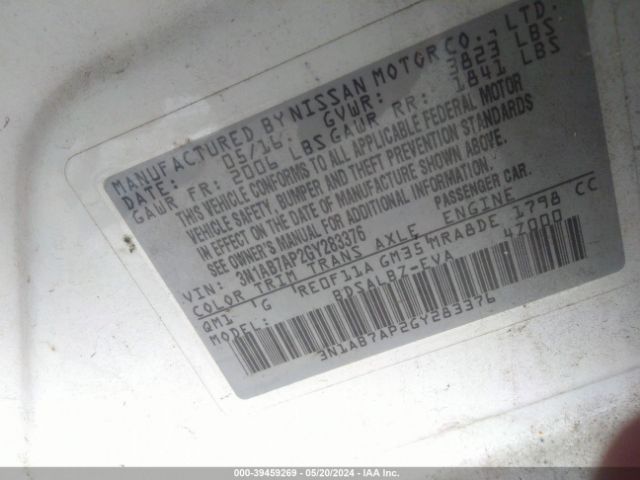 MANUFACTURED BY NISSAN MOTOR CO., LTD.
DATE: 05/16 GVWR: 3823 LBS
GAWR FR: 2006 LBS GAWR RR: 1841 LBS
THIS VEHICLE CONFORMS TO ALL APPLICABLE FEDERAL MOTOR
VEHICLE SAFETY, BUMPER AND THEFT PREVENTION STANDARDS
IN EFFECT ON THE DATE OF MANUFACTURE SHOWN ABOVE.
SEE OWNER'S MANUAL FOR ADDITIONAL INFORMATION.
VIN: 3N1AB7AP2GY283376 PASSENGER CAR.
COLOR TRIM TRANS AXLE, ENGINE
QM1 G RE0F11A GM35 MRA8DE 1798 CC
MODEL: BDSALB7-EVA 47000
3N1AB7AP2GY283376
000-39459269 - 05/20/2024 - IAA Inc.